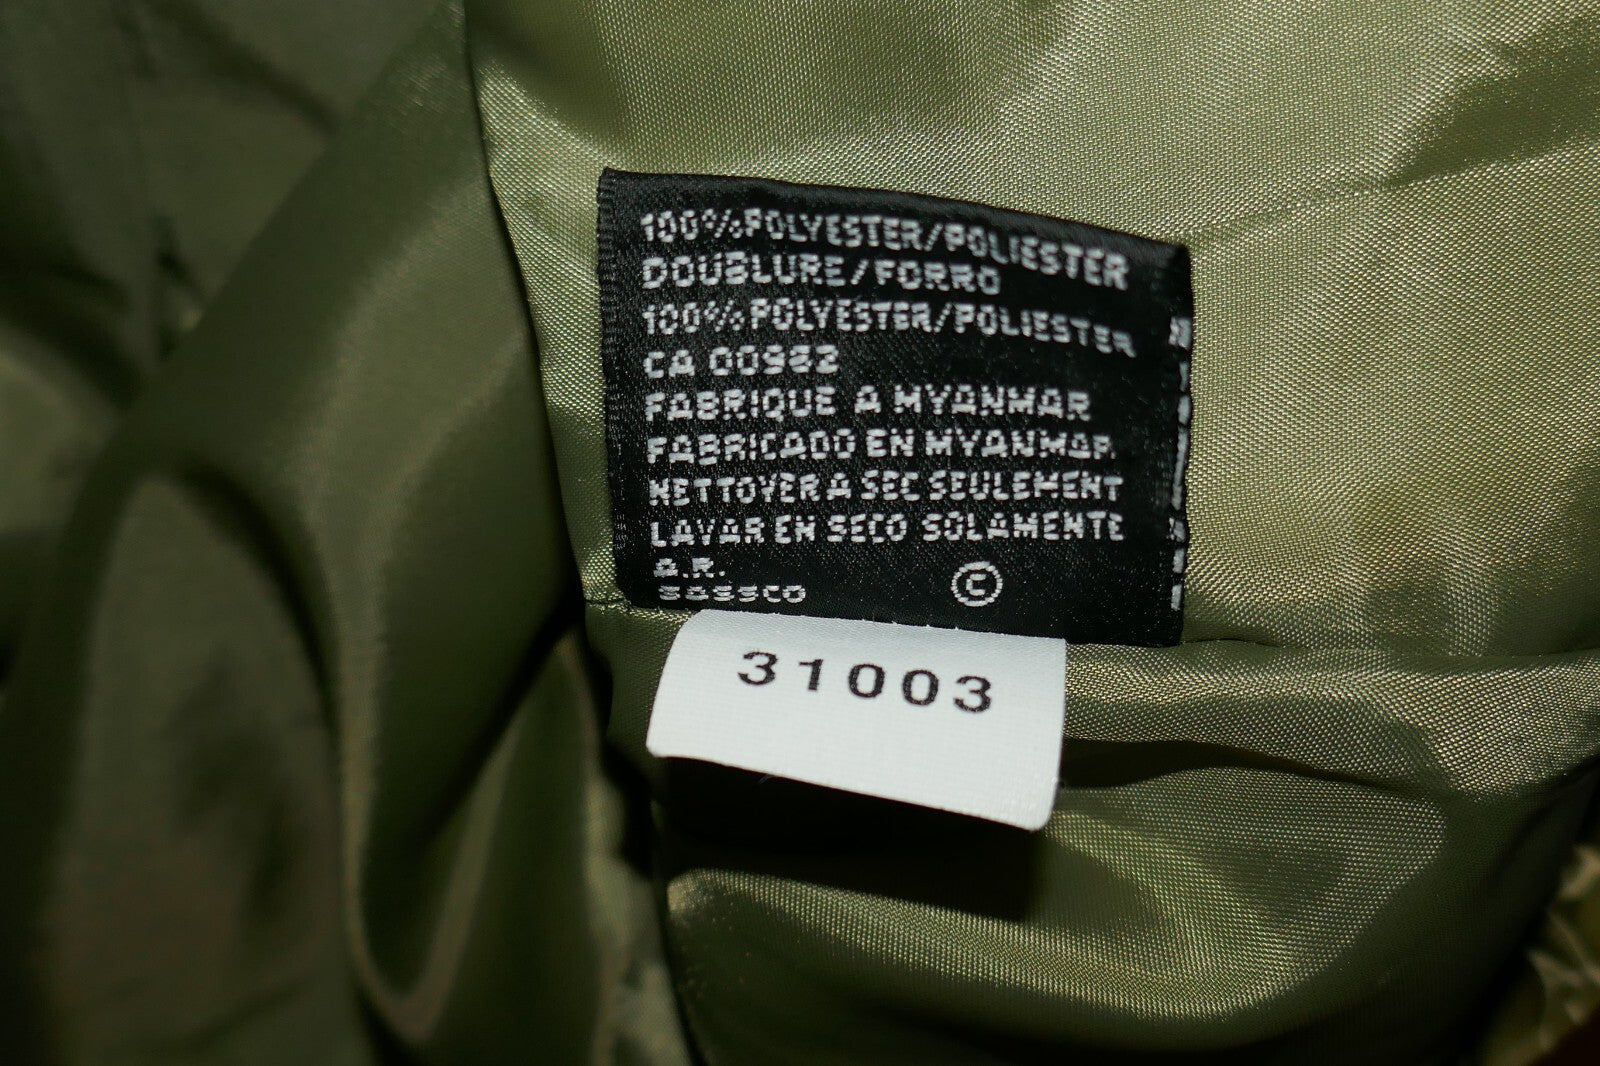 100%POLYESTER/POLIESTER
DOUBLURE/FORRO
100%POLYESTER/POLIESTER
CA 00982
FABRIQUE A MYANMAR
FABRICADO EN MYANMAR
NETTOYER A SEC SEULEMENT
LAVAR EN SECO SOLAMENTE
A.R.
©
31003